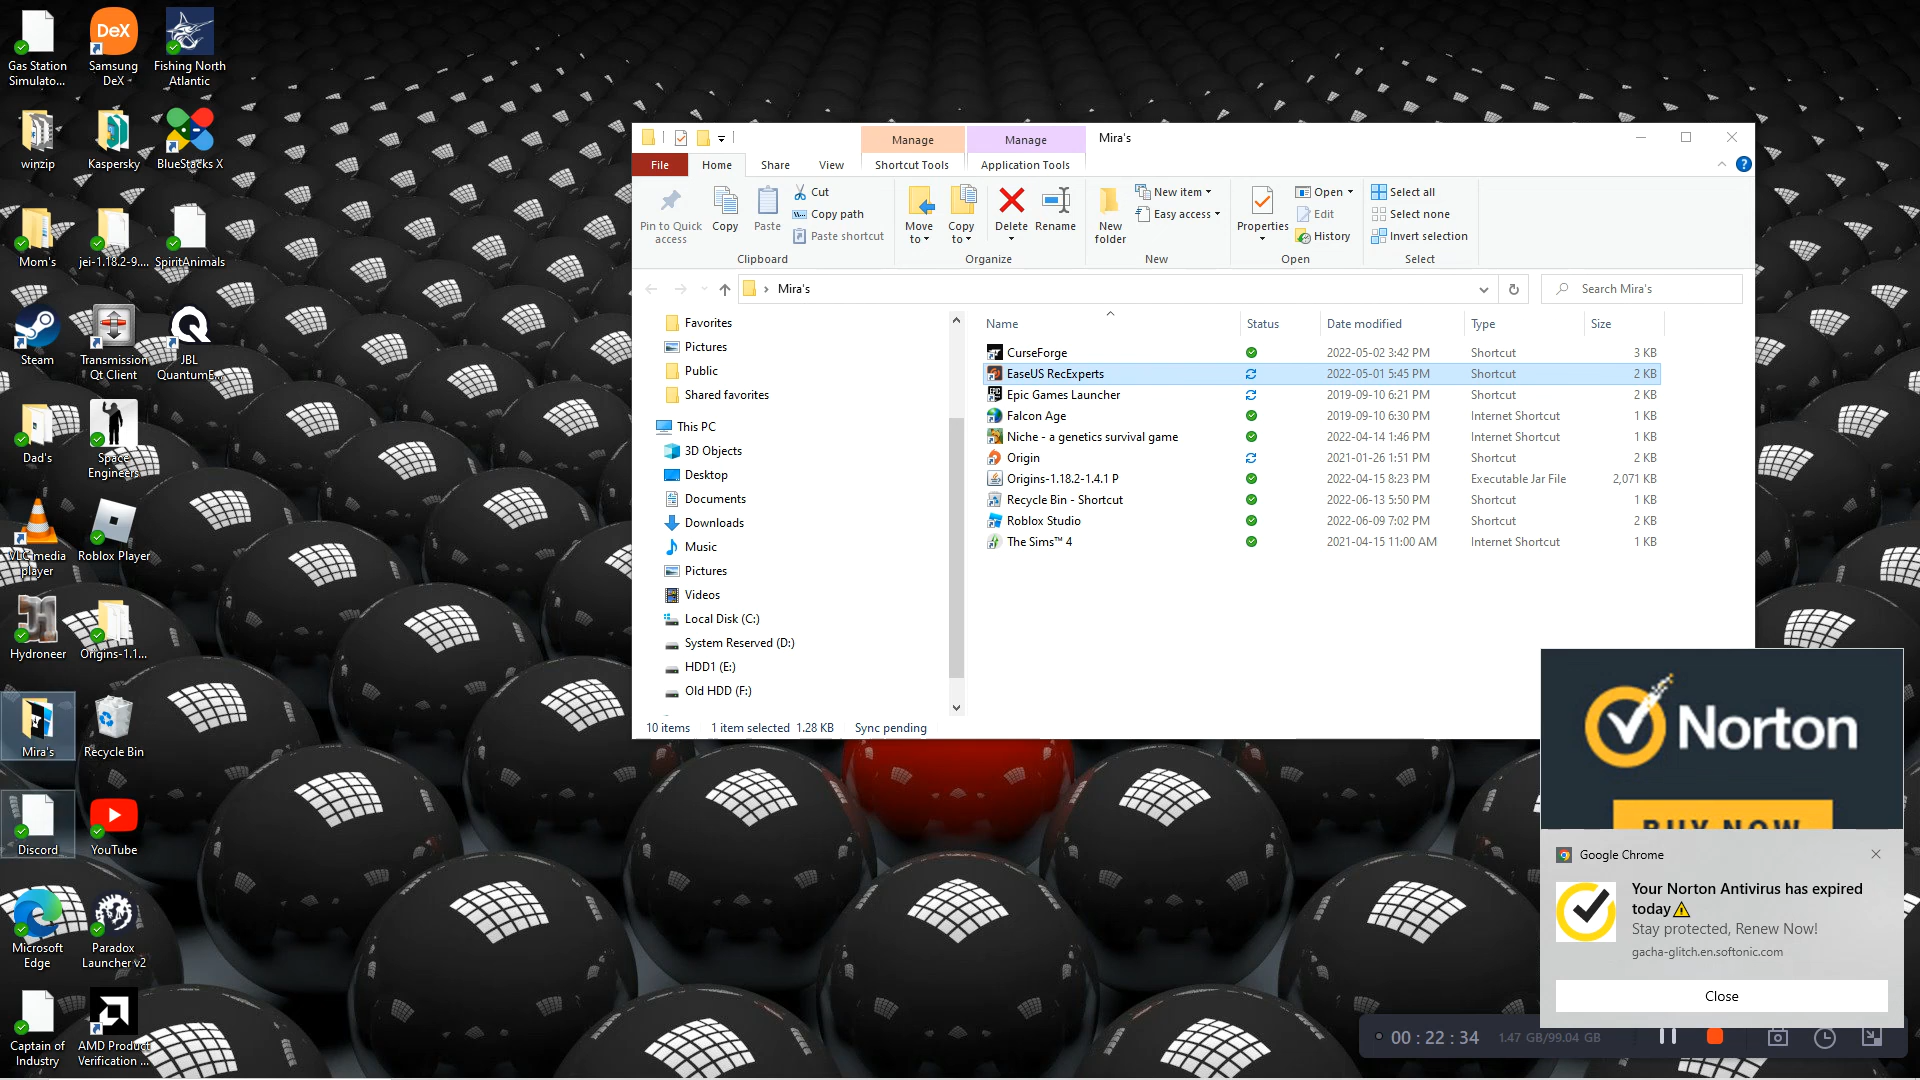 Gas Station
Simulato...
DeX
Samsung
DeX
Fishing North
Atlantic
winzip
Kaspersky
BlueStacks X
Mom's
jei-1.18.2-9....
SpiritAnimals
Steam
Transmission
Qt Client
JBL
QuantumE...
Dad's
Space
Engineers
VLC media
player
Roblox Player
Hydroneer
Origins-1.1...
Mira's
Recycle Bin
Discord
YouTube
Microsoft
Edge
Paradox
Launcher v2
Captain of
Industry
AMD Product
Verification ...
Manage
Manage
Mira's
File
Home
Share
View
Shortcut Tools
Application Tools
Pin to Quick
access
Copy
Paste
Cut
Copy path
Paste shortcut
Clipboard
Move
to
Copy
to
Delete
Rename
Organize
New
folder
New item
Easy access
New
Properties
Open
Edit
History
Open
Select all
Select none
Invert selection
Select
Mira's
Search Mira's
Favorites
Pictures
Public
Shared favorites
This PC
3D Objects
Desktop
Documents
Downloads
Music
Pictures
Videos
Local Disk (C:)
System Reserved (D:)
HDD1 (E:)
Old HDD (F:)
Name Status Date modified Type Size
CurseForge 2022-05-02 3:42 PM Shortcut 3 KB
EaseUS RecExperts 2022-05-01 5:45 PM Shortcut 2 KB
Epic Games Launcher 2019-09-10 6:21 PM Shortcut 2 KB
Falcon Age 2019-09-10 6:30 PM Internet Shortcut 1 KB
Niche - a genetics survival game 2022-04-14 1:46 PM Internet Shortcut 1 KB
Origin 2021-01-26 1:51 PM Shortcut 2 KB
Origins-1.18.2-1.4.1 P 2022-04-15 8:23 PM Executable Jar File 2,071 KB
Recycle Bin - Shortcut 2022-06-13 5:50 PM Shortcut 1 KB
Roblox Studio 2022-06-09 7:02 PM Shortcut 2 KB
The Sims™ 4 2021-04-15 11:00 AM Internet Shortcut 1 KB
10 items 1 item selected 1.28 KB Sync pending
Norton
BUY NOW
Google Chrome
Your Norton Antivirus has expired
today⚠
Stay protected, Renew Now!
gacha-glitch.en.softonic.com
Close
00 : 22 : 34 1.47 GB/99.04 GB